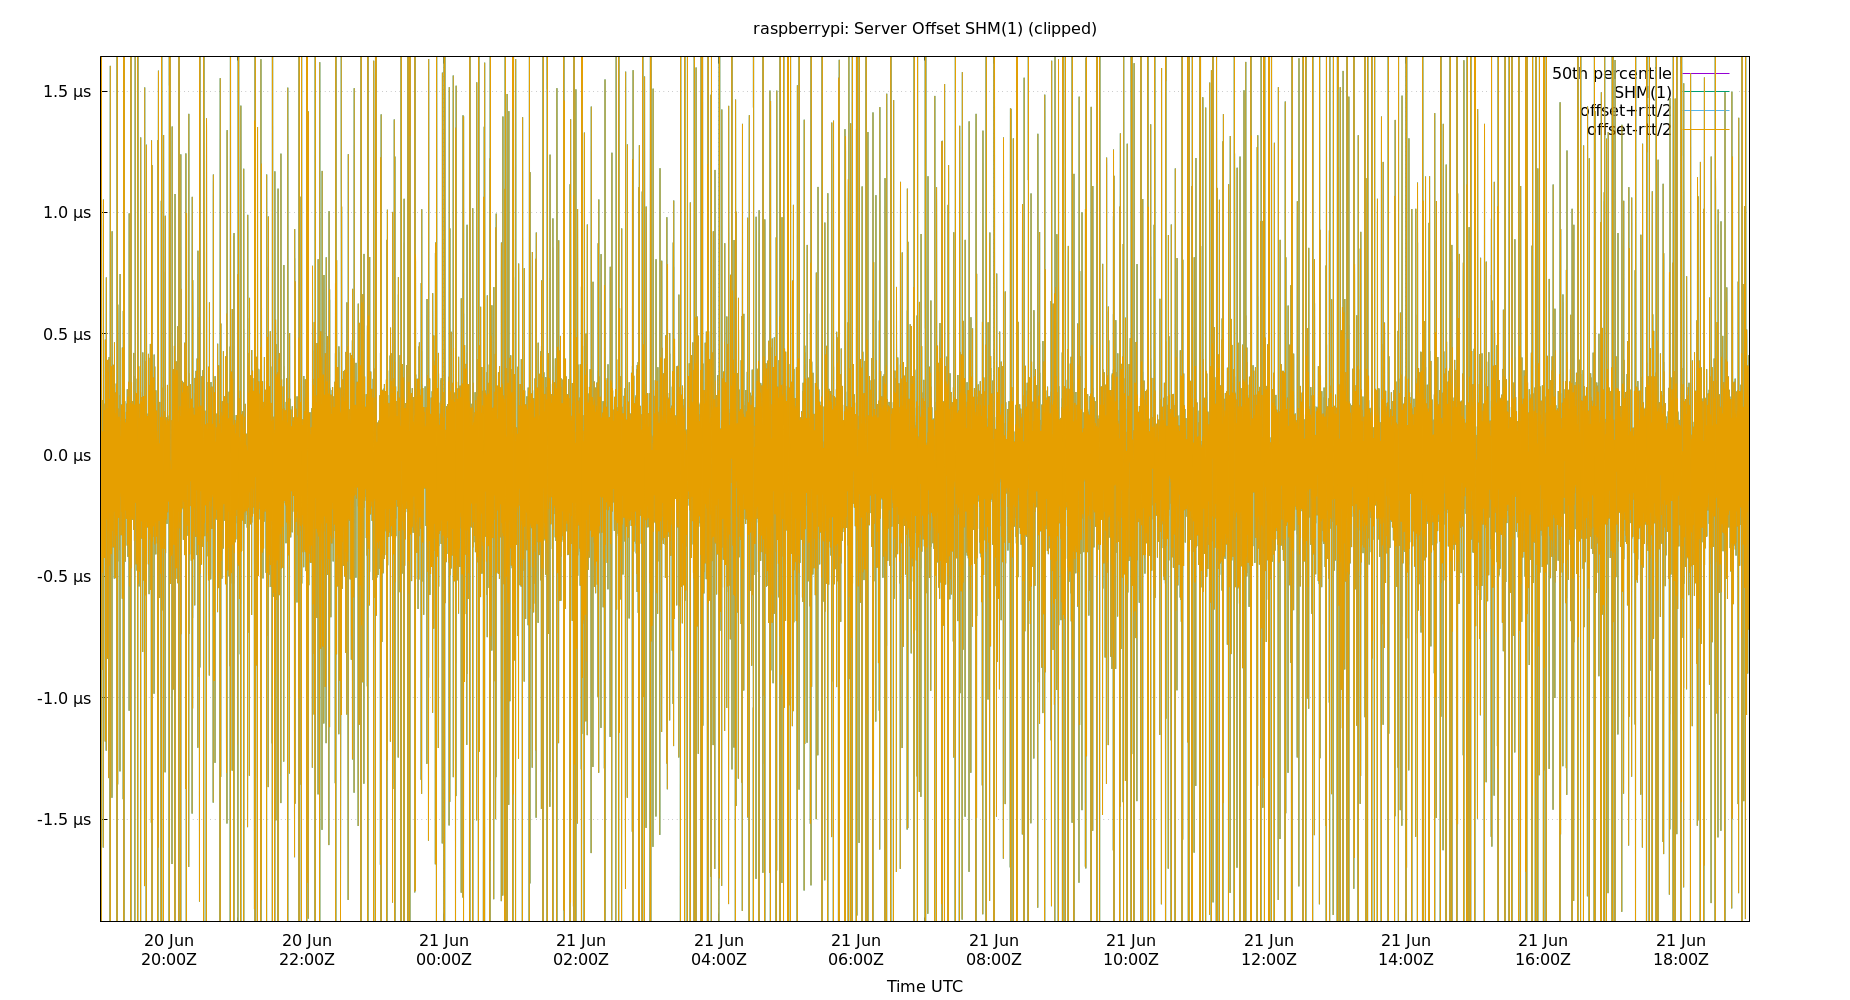 raspberrypi: Server Offset SHM(1) (clipped)
50th percentile
SHM(1)
offset+rtt/2
offset-rtt/2
1.5 µs
1.0 µs
0.5 µs
0.0 µs
-0.5 µs
-1.0 µs
-1.5 µs
20 Jun 20 Jun 21 Jun 21 Jun 21 Jun 21 Jun 21 Jun 21 Jun 21 Jun 21 Jun 21 Jun 21 Jun
20:00Z 22:00Z 00:00Z 02:00Z 04:00Z 06:00Z 08:00Z 10:00Z 12:00Z 14:00Z 16:00Z 18:00Z
Time UTC